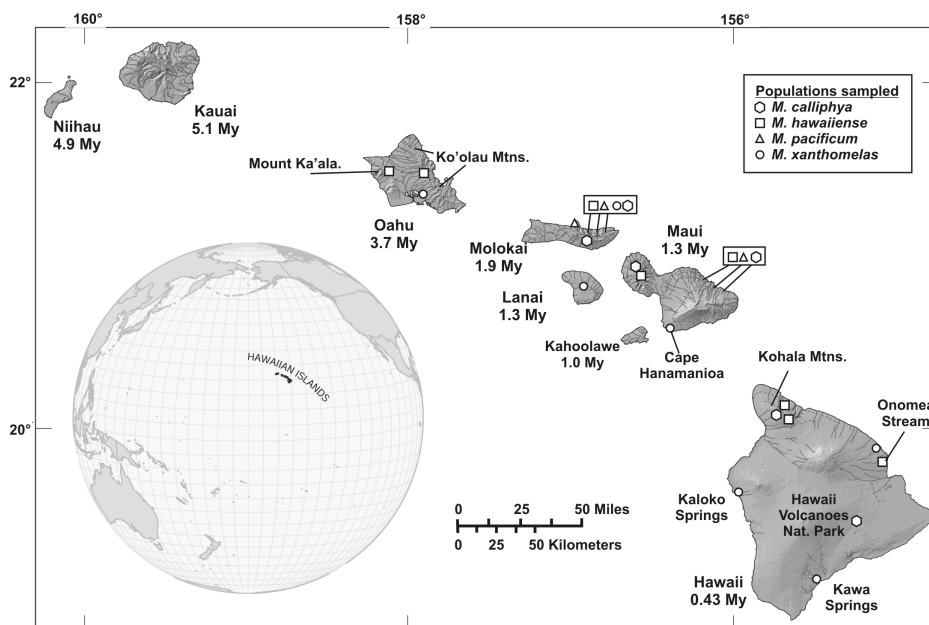 160°
158°
156°
22°
20°
Niihau
4.9 My
Kauai
5.1 My
Populations sampled
M. calliphya
M. hawaiiense
M. pacificum
M. xanthomelas
Mount Ka'ala.
Ko'olau Mtns.
Oahu
3.7 My
Molokai
1.9 My
Maui
1.3 My
Lanai
1.3 My
Kahoolawe
1.0 My
Cape
Hanamanioa
HAWAIIAN ISLANDS
Kohala Mtns.
Onomea
Stream
Kaloko
Springs
Hawaii
Volcanoes
Nat. Park
Hawaii
0.43 My
Kawa
Springs
0 25 50 Miles
0 25 50 Kilometers